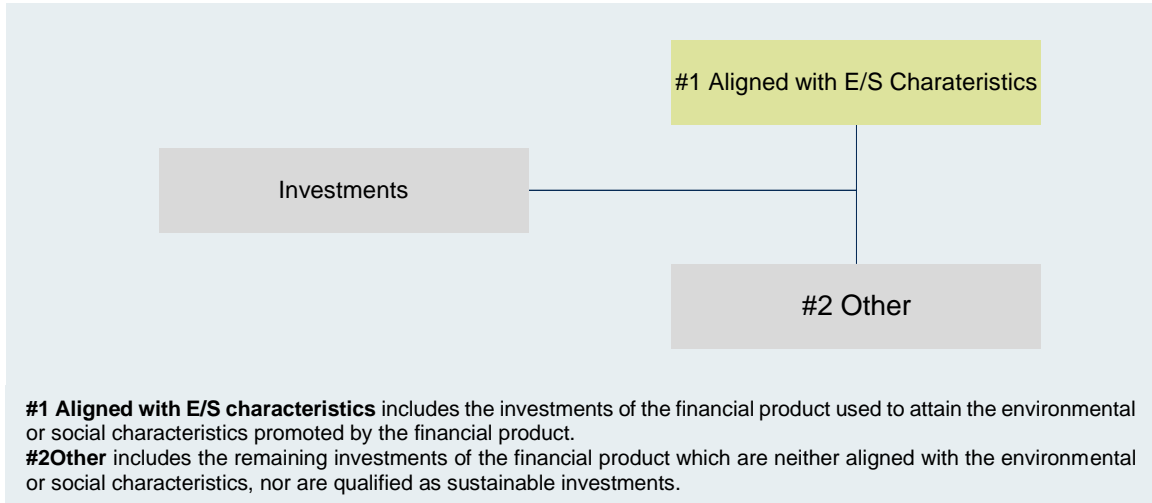 #1 Aligned with E/S Charateristics
Investments
#2 Other
#1 Aligned with E/S characteristics includes the investments of the financial product used to attain the environmental
or social characteristics promoted by the financial product.
#2Other includes the remaining investments of the financial product which are neither aligned with the environmental
or social characteristics, nor are qualified as sustainable investments.